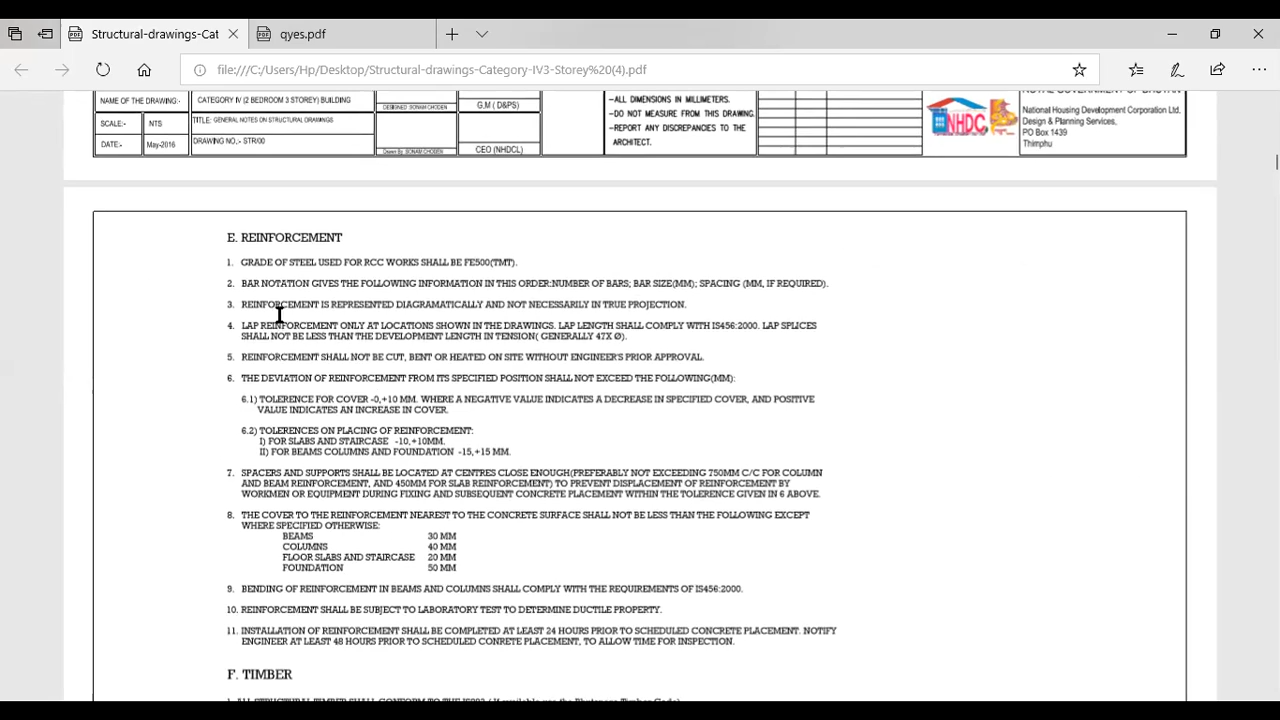 Structural-drawings-Cat
qyes.pdf
file:///C:/Users/Hp/Desktop/Structural-drawings-Category-IV3-Storey%20(4).pdf
NAME OF THE DRAWING:-
CATEGORY IV (2 BEDROOM 3 STOREY) BUILDING
DESIGNED :SONAM CHODEN
G.M ( D&PS)
SCALE:-
NTS
TITLE: GENERAL NOTES ON STRUCTURAL DRAWINGS
DATE:-
May-2016
DRAWING NO,:- STR/00
Drawn By :SONAM CHODEN
CEO (NHDCL)
-ALL DIMENSIONS IN MILLIMETERS.
-DO NOT MEASURE FROM THIS DRAWING.
-REPORT ANY DISCREPANCIES TO THE
ARCHITECT.
NHDC
ROYAL GOVERNMENT OF BHUTAN
National Housing Development Corporation Ltd.
Design & Planning Services,
PO Box 1439
Thimphu
E. REINFORCEMENT
1. GRADE OF STEEL USED FOR RCC WORKS SHALL BE FE500(TMT).
2. BAR NOTATION GIVES THE FOLLOWING INFORMATION IN THIS ORDER:NUMBER OF BARS; BAR SIZE(MM); SPACING (MM, IF REQUIRED).
3. REINFORCEMENT IS REPRESENTED DIAGRAMATICALLY AND NOT NECESSARILY IN TRUE PROJECTION.
4. LAP REINFORCEMENT ONLY AT LOCATIONS SHOWN IN THE DRAWINGS. LAP LENGTH SHALL COMPLY WITH IS456:2000. LAP SPLICES
SHALL NOT BE LESS THAN THE DEVELOPMENT LENGTH IN TENSION( GENERALLY 47X Ø).
5. REINFORCEMENT SHALL NOT BE CUT, BENT OR HEATED ON SITE WITHOUT ENGINEER'S PRIOR APPROVAL.
6. THE DEVIATION OF REINFORCEMENT FROM ITS SPECIFIED POSITION SHALL NOT EXCEED THE FOLLOWING(MM):
6.1) TOLERENCE FOR COVER -0,+10 MM. WHERE A NEGATIVE VALUE INDICATES A DECREASE IN SPECIFIED COVER, AND POSITIVE
VALUE INDICATES AN INCREASE IN COVER.
6.2) TOLERENCES ON PLACING OF REINFORCEMENT:
I) FOR SLABS AND STAIRCASE -10,+10MM.
II) FOR BEAMS COLUMNS AND FOUNDATION -15,+15 MM.
7. SPACERS AND SUPPORTS SHALL BE LOCATED AT CENTRES CLOSE ENOUGH(PREFERABLY NOT EXCEEDING 750MM C/C FOR COLUMN
AND BEAM REINFORCEMENT, AND 450MM FOR SLAB REINFORCEMENT) TO PREVENT DISPLACEMENT OF REINFORCEMENT BY
WORKMEN OR EQUIPMENT DURING FIXING AND SUBSEQUENT CONCRETE PLACEMENT WITHIN THE TOLERENCE GIVEN IN 6 ABOVE.
8. THE COVER TO THE REINFORCEMENT NEAREST TO THE CONCRETE SURFACE SHALL NOT BE LESS THAN THE FOLLOWING EXCEPT
WHERE SPECIFIED OTHERWISE:
BEAMS 30 MM
COLUMNS 40 MM
FLOOR SLABS AND STAIRCASE 20 MM
FOUNDATION 50 MM
9. BENDING OF REINFORCEMENT IN BEAMS AND COLUMNS SHALL COMPLY WITH THE REQUIREMENTS OF IS456:2000.
10. REINFORCEMENT SHALL BE SUBJECT TO LABORATORY TEST TO DETERMINE DUCTILE PROPERTY.
11. INSTALLATION OF REINFORCEMENT SHALL BE COMPLETED AT LEAST 24 HOURS PRIOR TO SCHEDULED CONCRETE PLACEMENT. NOTIFY
ENGINEER AT LEAST 48 HOURS PRIOR TO SCHEDULED CONRETE PLACEMENT, TO ALLOW TIME FOR INSPECTION.
F. TIMBER